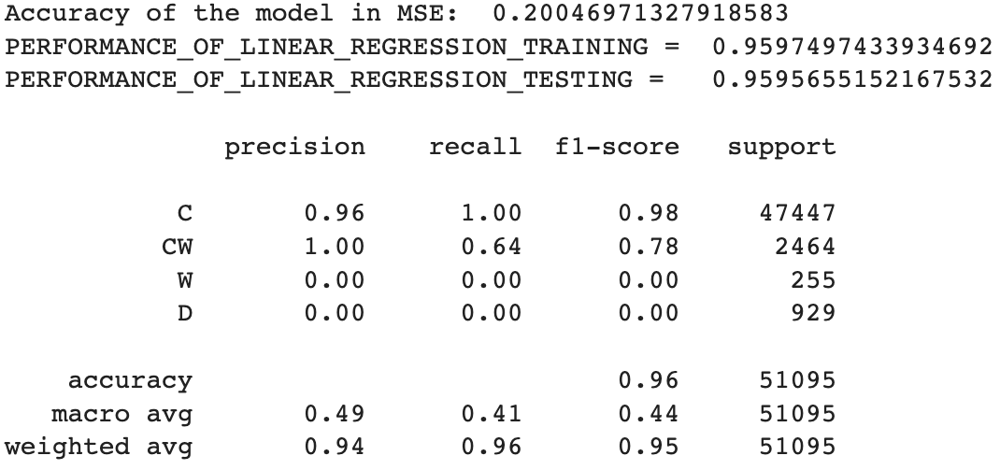 Accuracy of the model in MSE: 0.20046971327918583
PERFORMANCE_OF_LINEAR_REGRESSION_TRAINING = 0.9597497433934692
PERFORMANCE_OF_LINEAR_REGRESSION_TESTING = 0.9595655152167532
precision recall f1-score support
C 0.96 1.00 0.98 47447
CW 1.00 0.64 0.78 2464
W 0.00 0.00 0.00 255
D 0.00 0.00 0.00 929
accuracy 0.96 51095
macro avg 0.49 0.41 0.44 51095
weighted avg 0.94 0.96 0.95 51095